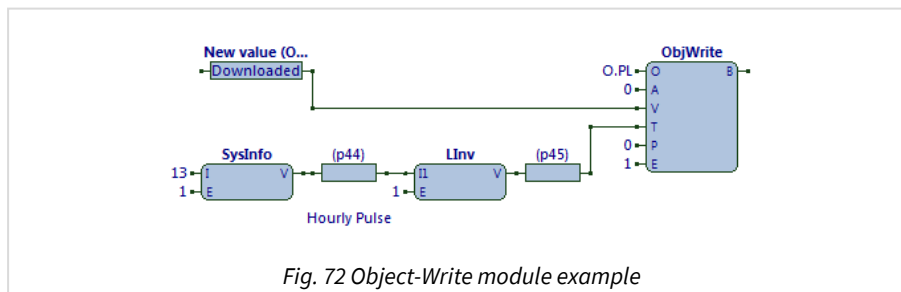 New value (O...
Downloaded
ObjWrite
O.PL O B
0 A
V
T
0 P
1 E
SysInfo
13 I V
1 E
(p44)
LInv
I1 V
1 E
(p45)
Hourly Pulse
Fig. 72 Object-Write module example